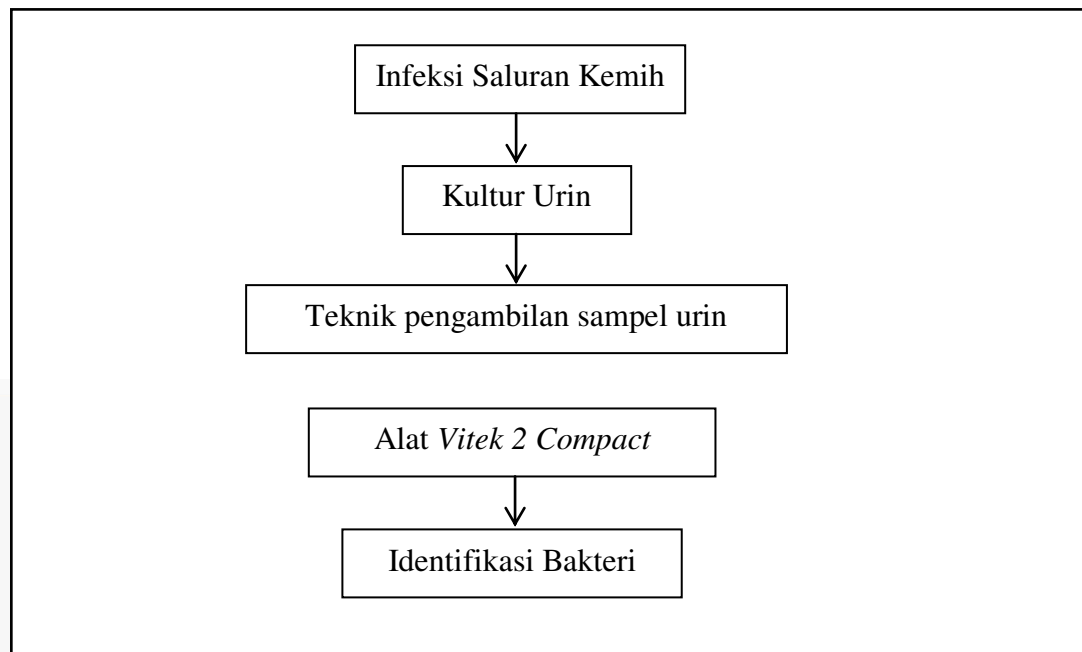 Infeksi Saluran Kemih
Kultur Urin
Teknik pengambilan sampel urin
Alat Vitek 2 Compact
Identifikasi Bakteri